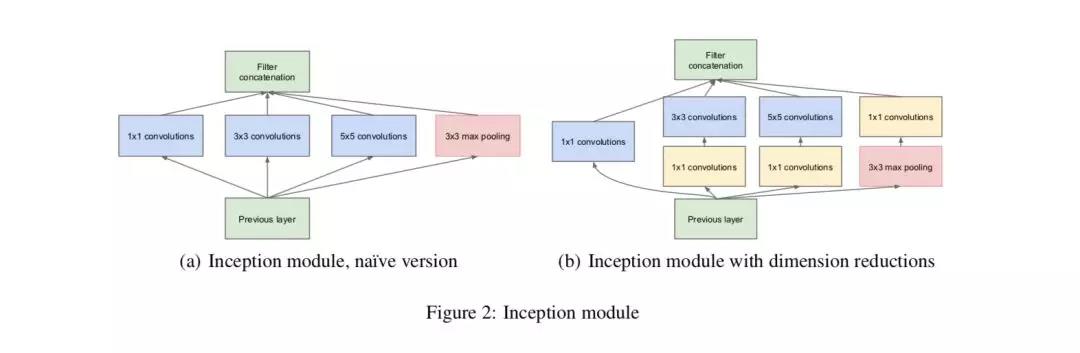 Filter
concatenation
1x1 convolutions
3x3 convolutions
5x5 convolutions
3x3 max pooling
Previous layer
(a) Inception module, naïve version
Filter
concatenation
3x3 convolutions
5x5 convolutions
1x1 convolutions
1x1 convolutions
1x1 convolutions
1x1 convolutions
3x3 max pooling
Previous layer
(b) Inception module with dimension reductions
Figure 2: Inception module